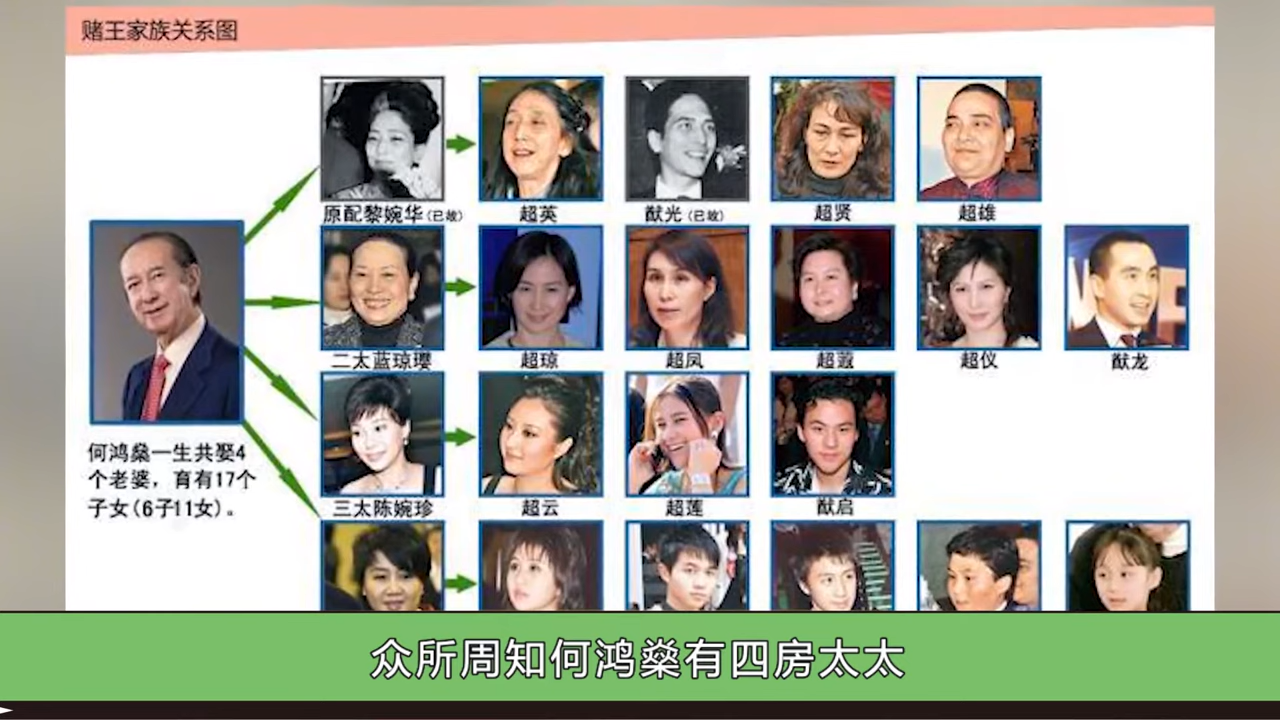 赌王家族关系图
原配黎婉华(已故)
超英
猷光(已故)
超贤
超雄
二太蓝琼璎
超琼
超凤
超蕸
超仪
猷龙
何鸿燊一生共娶4
个老婆，育有17个
子女(6子11女)。
三太陈婉珍
超云
超莲
猷启
众所周知何鸿燊有四房太太